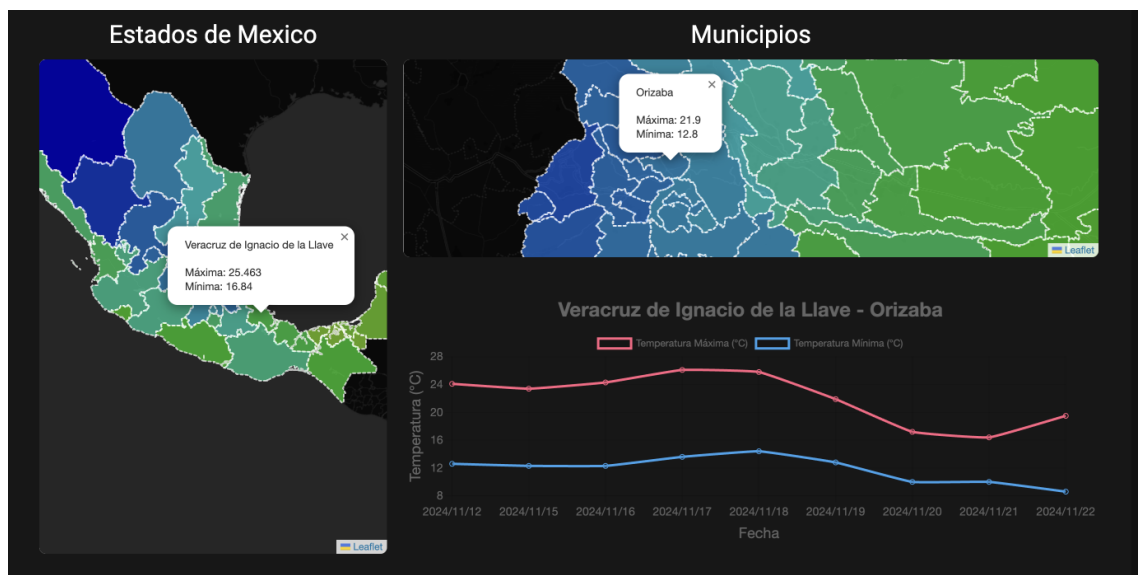 Estados de Mexico
Veracruz de Ignacio de la Llave
×
Máxima: 25.463
Mínima: 16.84
Leaflet
Municipios
Orizaba
×
Máxima: 21.9
Mínima: 12.8
Leaflet
Veracruz de Ignacio de la Llave - Orizaba
Temperatura Máxima (°C) Temperatura Mínima (°C)
Temperatura (°C)
28
24
20
16
12
8
2024/11/12 2024/11/15 2024/11/16 2024/11/17 2024/11/18 2024/11/19 2024/11/20 2024/11/21 2024/11/22
Fecha